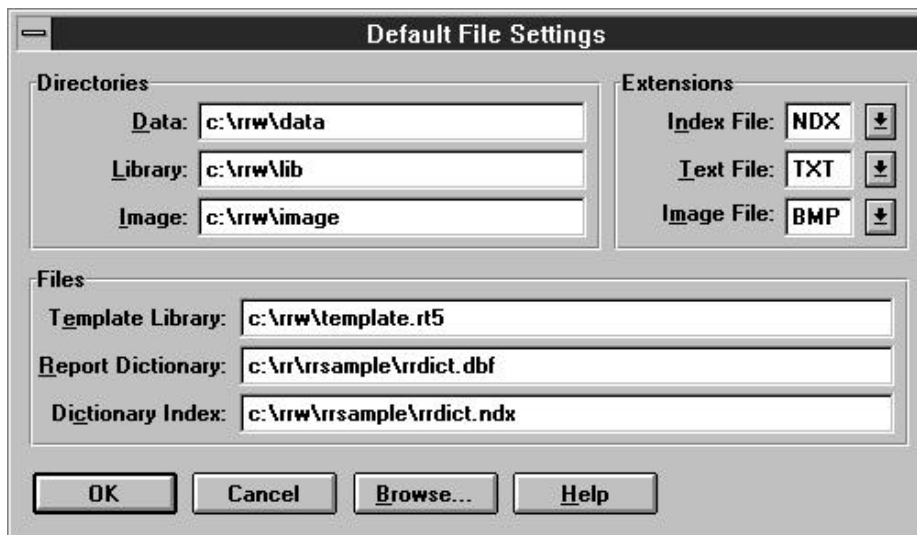 Default File Settings
Directories
Data: c:\rrw\data
Library: c:\rrw\lib
Image: c:\rrw\image
Extensions
Index File: NDX
Text File: TXT
Image File: BMP
Files
Template Library: c:\rrw\template.rt5
Report Dictionary: c:\rr\rrsample\rrdict.dbf
Dictionary Index: c:\rrw\rrsample\rrdict.ndx
OK Cancel Browse... Help